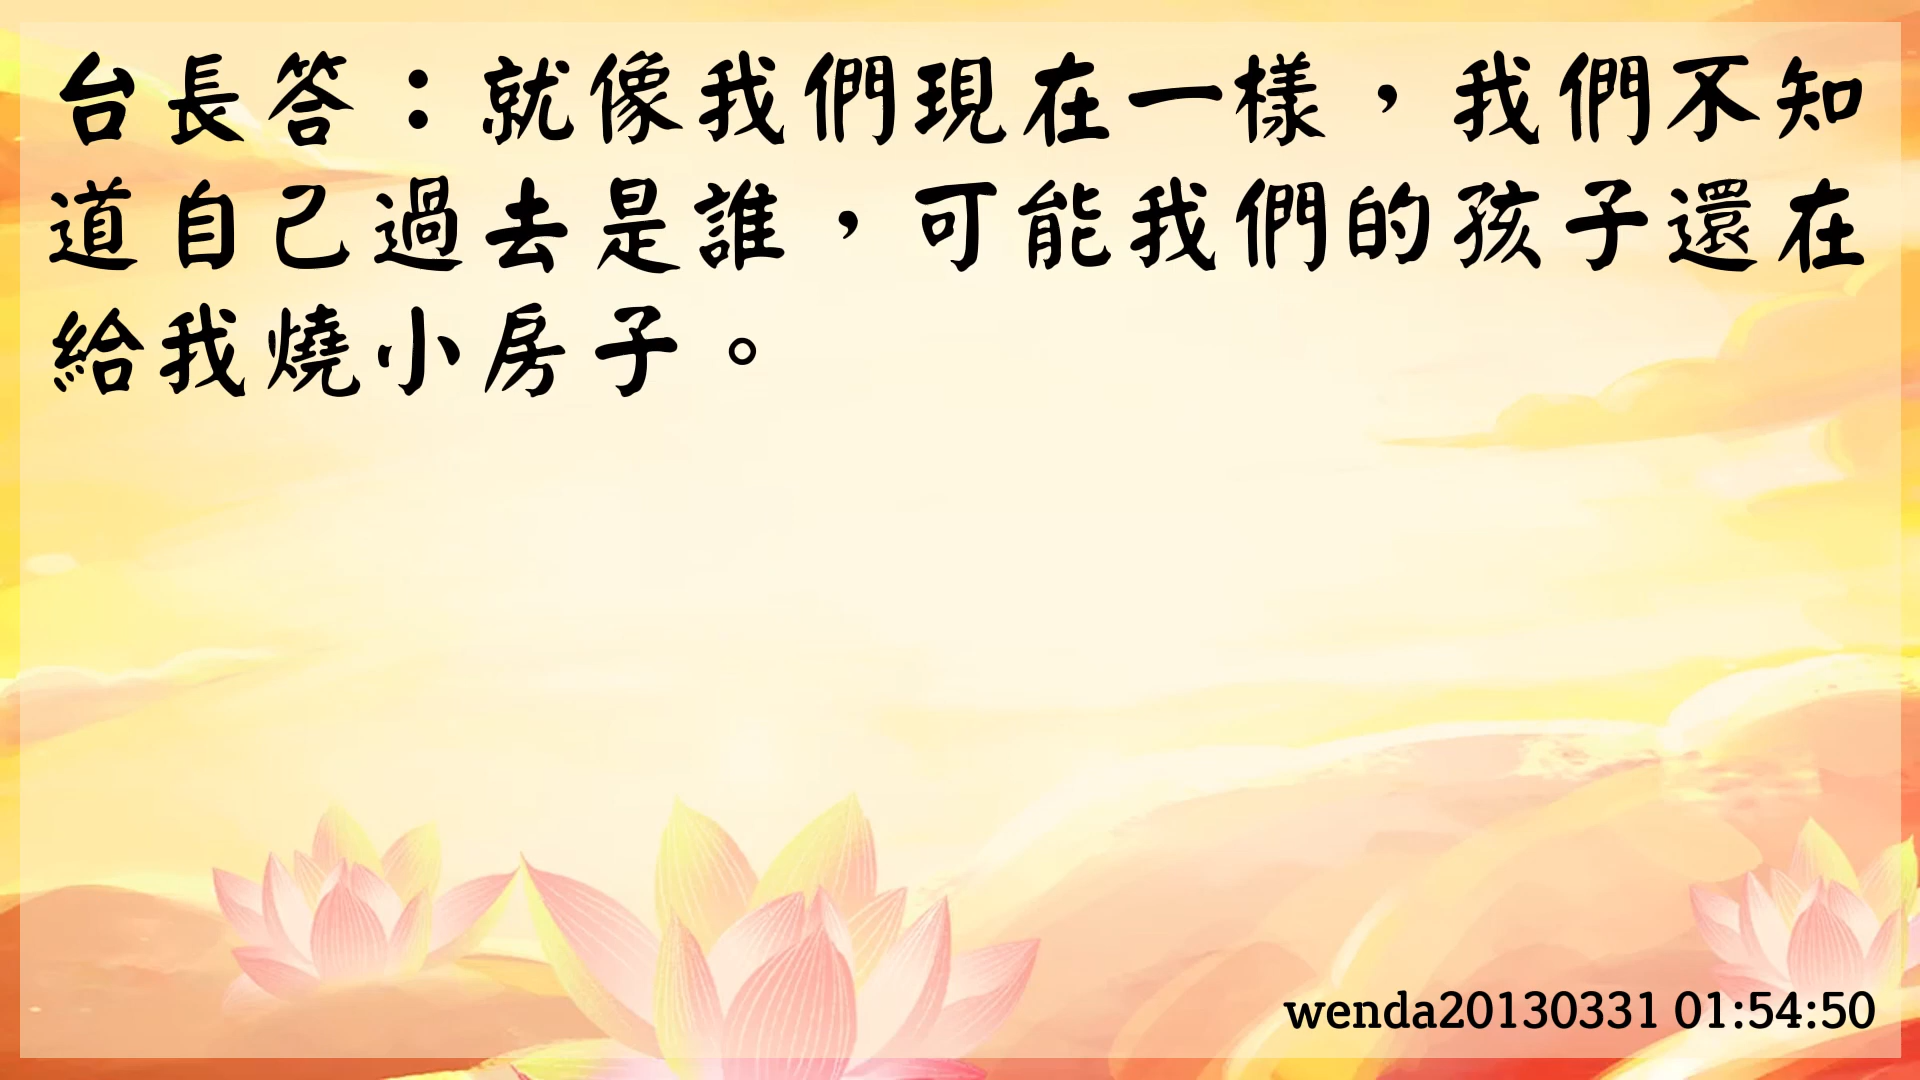 台長答：就像我們現在一樣，我們不知
道自己過去是誰，可能我們的孩子還在
給我燒小房子。
wenda20130331 01:54:50